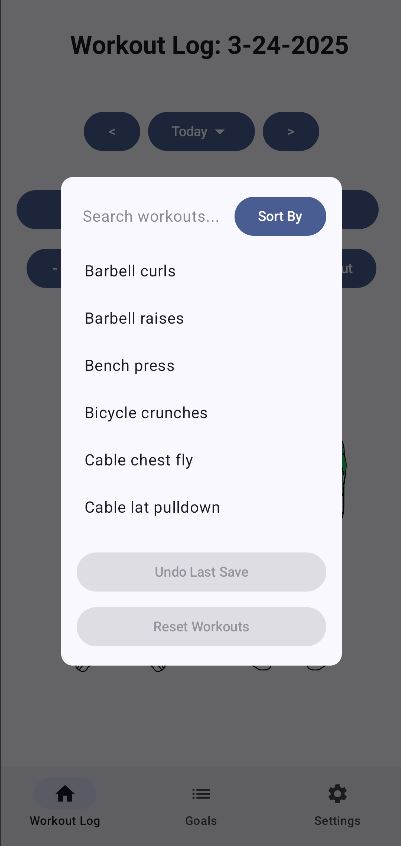 Workout Log: 3-24-2025
< Today >
Search workouts... Sort By
Barbell curls
Barbell raises
Bench press
Bicycle crunches
Cable chest fly
Cable lat pulldown
Undo Last Save
Reset Workouts
Workout Log Goals Settings